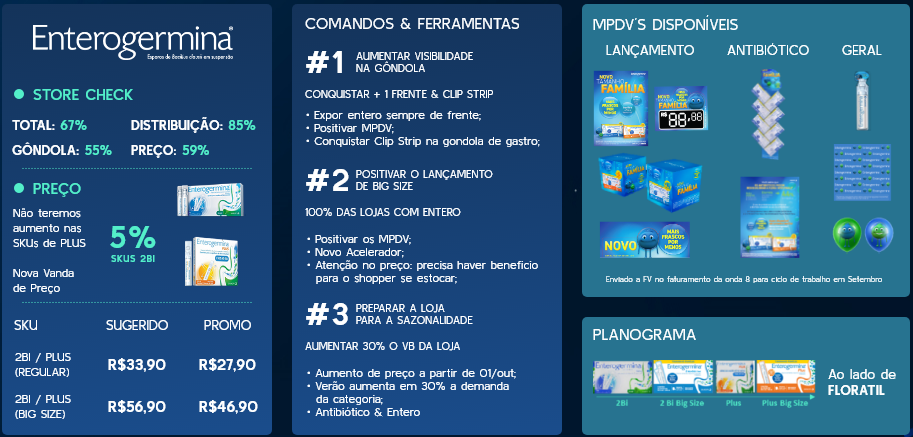 Enterogermina®
Esporos de Bacillus clausii em suspensão
STORE CHECK
TOTAL: 67% DISTRIBUIÇÃO: 85%
GÔNDOLA: 55% PREÇO: 59%
PREÇO
Não teremos
aumento nas
SKUs de PLUS
5%
SKUS 2BI
Nova Vanda
de Preço
Enterogermina
Enterogermina
PLUS
SKU SUGERIDO PROMO
2BI / PLUS
(REGULAR)
R$33,90 R$27,90
2BI / PLUS
(BIG SIZE)
R$56,90 R$46,90
COMANDOS & FERRAMENTAS
#1 AUMENTAR VISIBILIDADE
NA GÔNDOLA
CONQUISTAR + 1 FRENTE & CLIP STRIP
• Expor entero sempre de frente;
• Positivar MPDV;
• Conquistar Clip Strip na gondola de gastro;
#2 POSITIVAR O LANÇAMENTO
DE BIG SIZE
100% DAS LOJAS COM ENTERO
• Positivar os MPDV;
• Novo Acelerador;
• Atenção no preço: precisa haver benefício
para o shopper se estocar;
#3 PREPARAR A LOJA
PARA A SAZONALIDADE
AUMENTAR 30% O VB DA LOJA
• Aumento de preço a partir de 01/out;
• Verão aumenta em 30% a demanda
da categoria;
• Antibiótico & Entero
MPDV´S DISPONÍVEIS
LANÇAMENTO ANTIBIÓTICO GERAL
NOVO
TAMANHO
FAMÍLIA
MAIS
FRASCOS
POR MENOS
NOVO TAMANHO
FAMÍLIA
R$ 88,88
FAMÍLIA
NOVO
MAIS
FRASCOS
POR
MENOS
Enviado a FV no faturamento da onda 8 para ciclo de trabalho em Setembro
PLANOGRAMA
2Bi 2 Bi Big Size Plus Plus Big Size
Ao lado de
FLORATIL